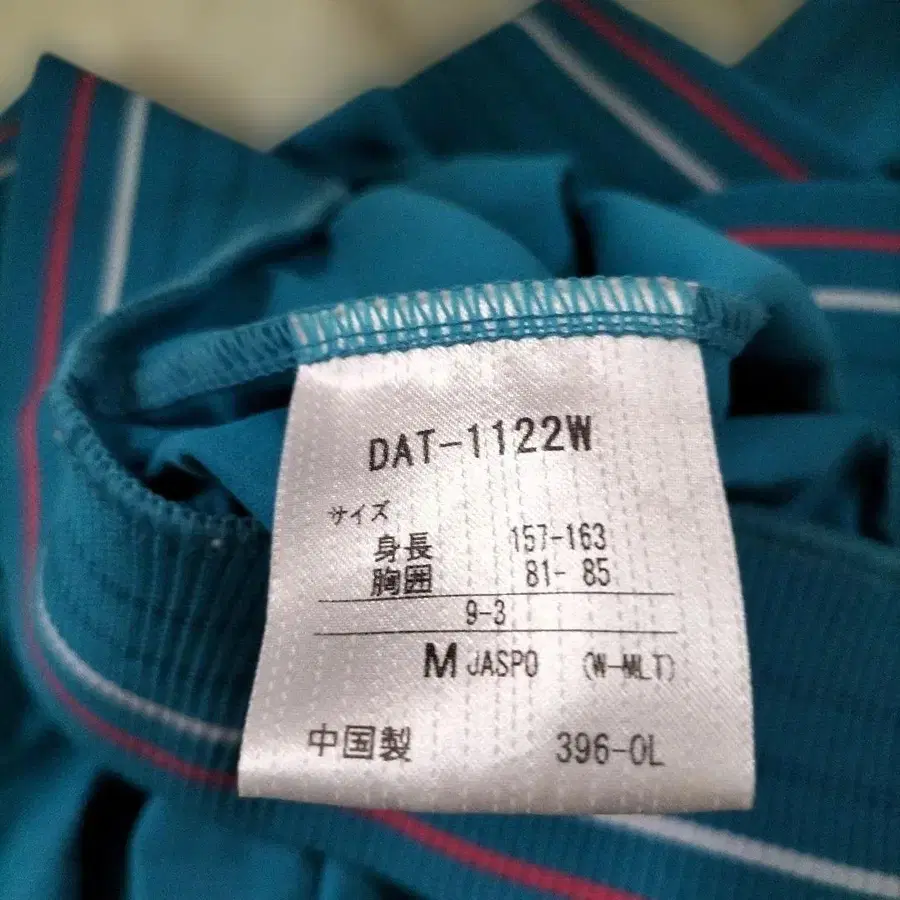 DAT-1122W
サイズ
身長 157-163
胸囲 81- 85
9-3
M JASPO (W-MLT)
中国製 396-OL